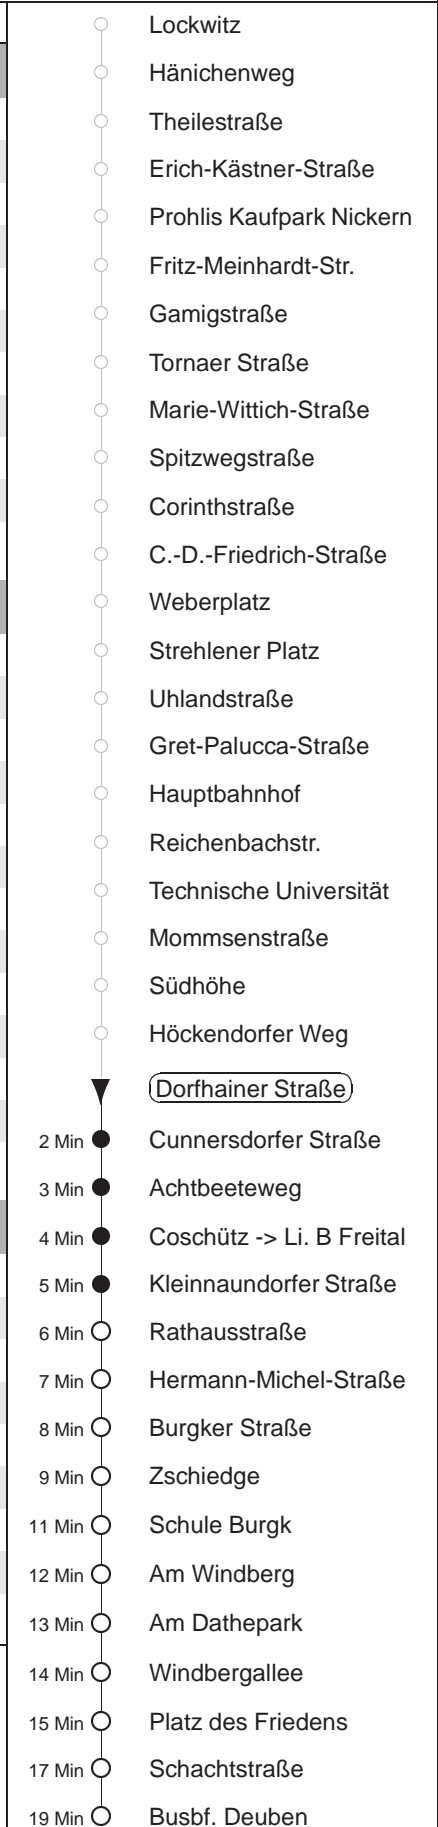 Lockwitz
Hänichenweg
Theilestraße
Erich-Kästner-Straße
Prohlis Kaufpark Nickern
Fritz-Meinhardt-Str.
Gamigstraße
Tornaer Straße
Marie-Wittich-Straße
Spitzwegstraße
Corinthstraße
C.-D.-Friedrich-Straße
Weberplatz
Strehlener Platz
Uhlandstraße
Gret-Palucca-Straße
Hauptbahnhof
Reichenbachstr.
Technische Universität
Mommsenstraße
Südhöhe
Höckendorfer Weg
Dorfhainer Straße
2 Min Cunnersdorfer Straße
3 Min Achtbeeteweg
4 Min Coschütz -> Li. B Freital
5 Min Kleinnaundorfer Straße
6 Min Rathausstraße
7 Min Hermann-Michel-Straße
8 Min Burgker Straße
9 Min Zschiedge
11 Min Schule Burgk
12 Min Am Windberg
13 Min Am Dathepark
14 Min Windbergallee
15 Min Platz des Friedens
17 Min Schachtstraße
19 Min Busbf. Deuben